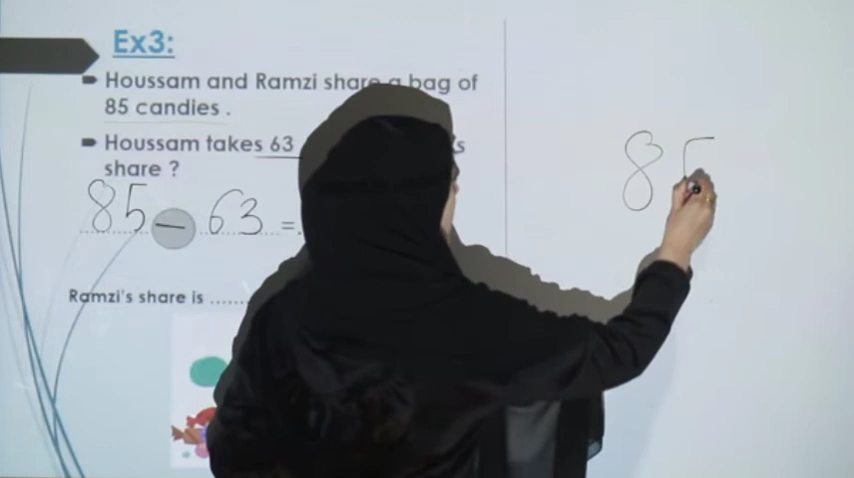 Ex3:
Houssam and Ramzi share a bag of
85 candies .
Houssam takes 63
share ?
85 - 63 =
Ramzi's share is ......
85